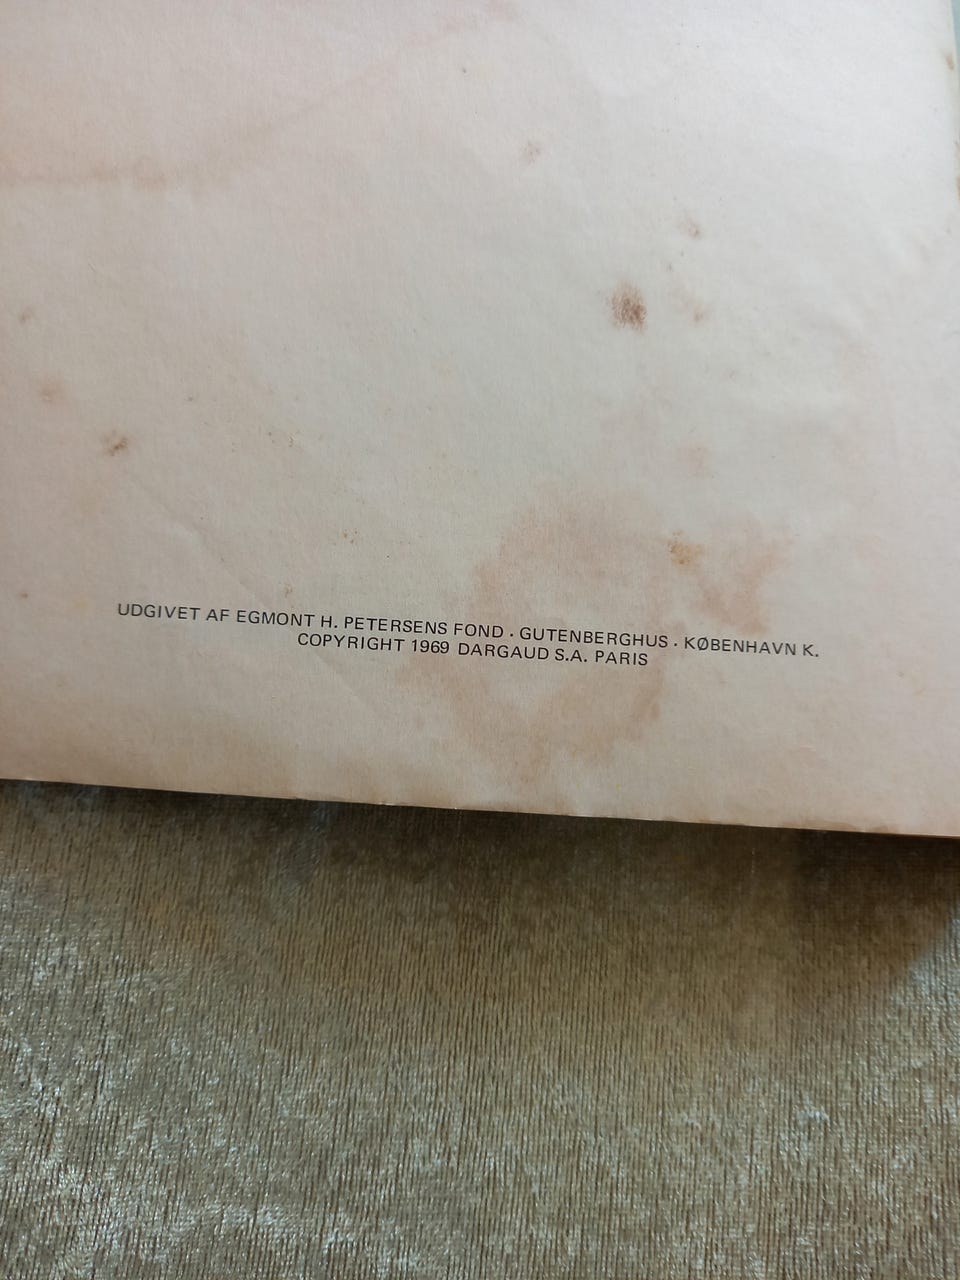 UDGIVET AF EGMONT H. PETERSENS FOND · GUTENBERGHUS · KØBENHAVN K.
COPYRIGHT 1969 DARGAUD S.A. PARIS